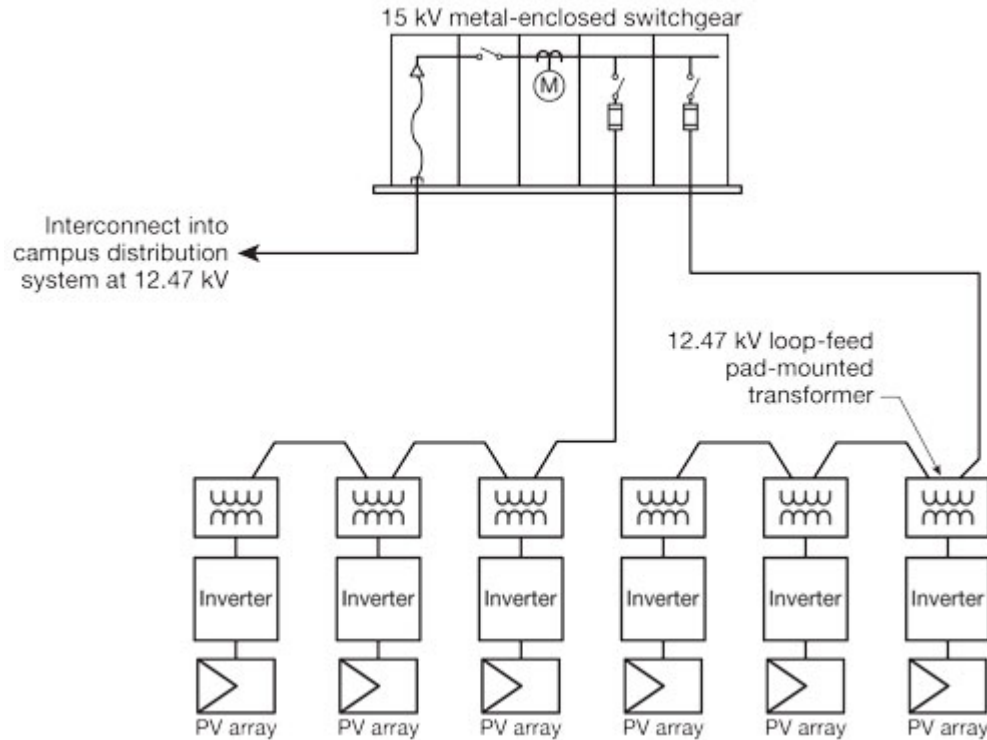 15 kV metal-enclosed switchgear
M
Interconnect into
campus distribution
system at 12.47 kV
12.47 kV loop-feed
pad-mounted
transformer
Inverter
Inverter
Inverter
Inverter
Inverter
Inverter
PV array
PV array
PV array
PV array
PV array
PV array